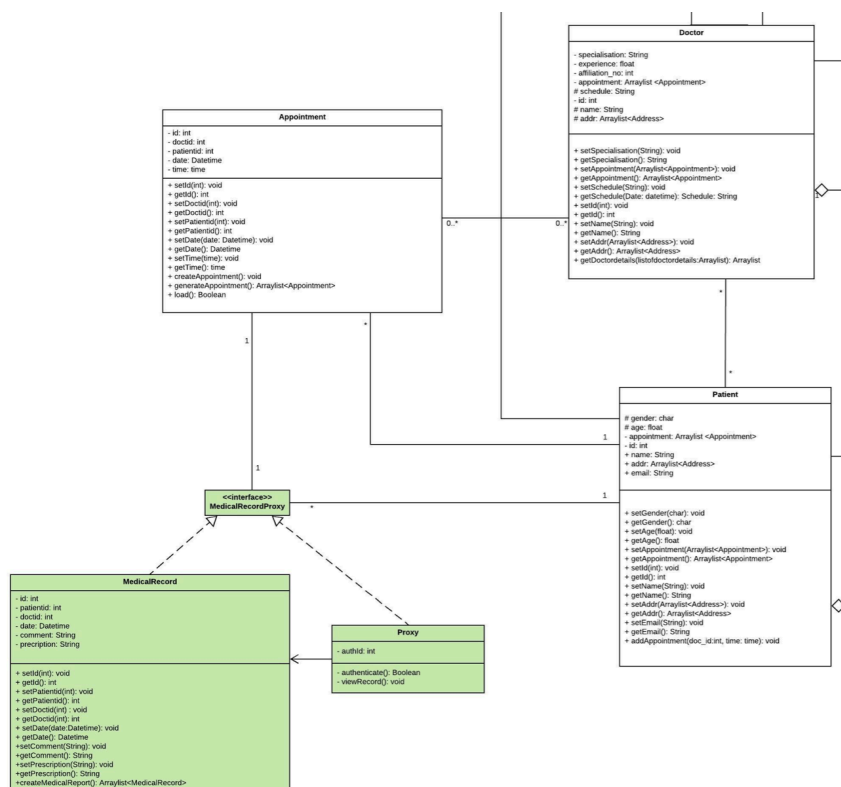 Doctor
- specialisation: String
- experience: float
- affiliation_no: int
- appointment: Arraylist <Appointment>
# schedule: String
- id: int
# name: String
# addr: Arraylist<Address>
+ setSpecialisation(String): void
+ getSpecialisation(): String
+ setAppointment(Arraylist<Appointment>): void
+ getAppointment(): Arraylist<Appointment>
+ setSchedule(String): void
+ getSchedule(Date: datetime): Schedule: String
+ setId(int): void
+ getId(): int
+ setName(String): void
+ getName(): String
+ setAddr(Arraylist<Address>): void
+ getAddr(): Arraylist<Address>
+ getDoctordetails(listofdoctordetails:Arraylist): Arraylist
1
Appointment
- id: int
- doctid: int
- patientid: int
- date: Datetime
- time: time
+ setId(int): void
+ getId(): int
+ setDoctid(int): void
+ getDoctid(): int
+ setPatientid(int): void
+ getPatientid(): int
+ setDate(date: Datetime): void
+ getDate(): Datetime
+ setTime(time): void
+ getTime(): time
+ createAppointment(): void
+ generateAppointment(): Arraylist<Appointment>
+ load(): Boolean
0..*
0..*
*
*
1
*
1
1
*
1
Patient
# gender: char
# age: float
- appointment: Arraylist <Appointment>
- id: int
+ name: String
+ addr: Arraylist<Address>
+ email: String
+ setGender(char): void
+ getGender(): char
+ setAge(float): void
+ getAge(): float
+ setAppointment(Arraylist<Appointment>): void
+ getAppointment(): Arraylist<Appointment>
+ setId(int): void
+ getId(): int
+ setName(String): void
+ getName(): String
+ setAddr(Arraylist<Address>): void
+ getAddr(): Arraylist<Address>
+ setEmail(String): void
+ getEmail(): String
+ addAppointment(doc_id:int, time: time): void
<<interface>>
MedicalRecordProxy
MedicalRecord
- id: int
- patientid: int
- doctid: int
- date: Datetime
- comment: String
- precription: String
+ setId(int): void
+ getId(): int
+ setPatientid(int): void
+ getPatientid(): int
+ setDoctid(int) : void
+ getDoctid(int): int
+ setDate(date:Datetime): void
+ getDate(): Datetime
+setComment(String): void
+getComment(): String
+setPrescription(String): void
+getPrescription(): String
+createMedicalReport(): Arraylist<MedicalRecord>
Proxy
- authId: int
- authenticate(): Boolean
- viewRecord(): void